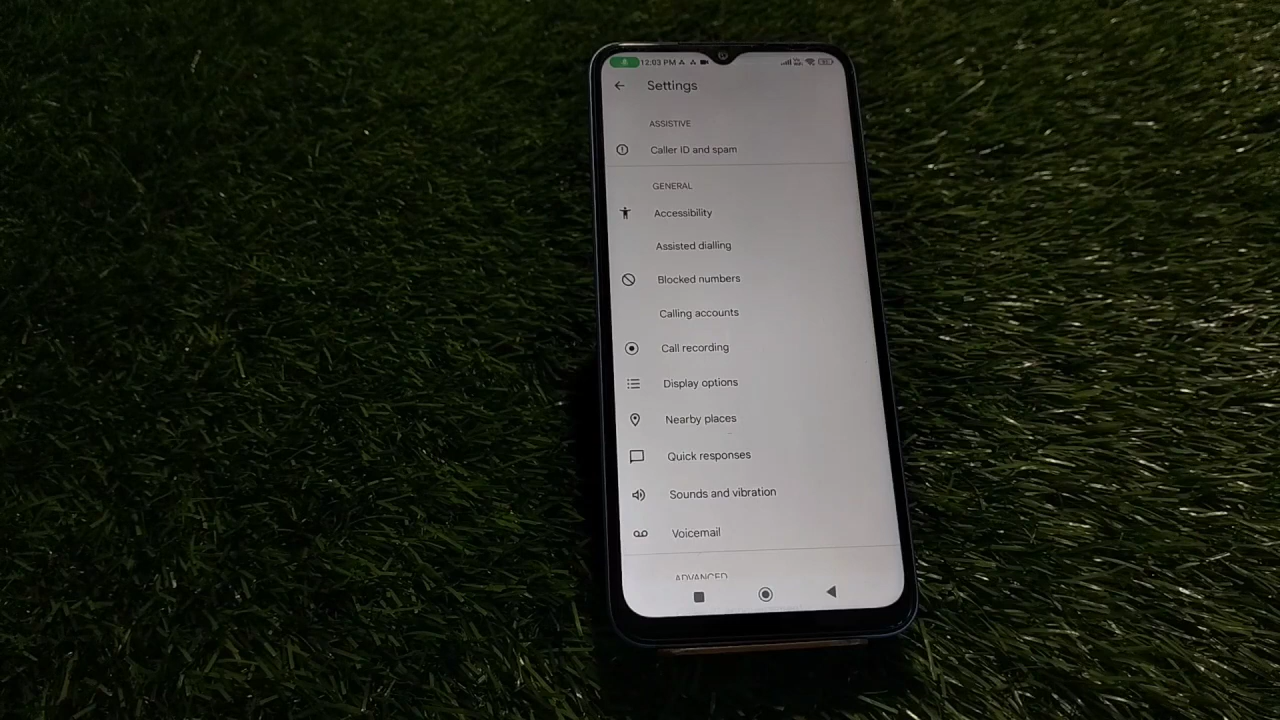 12:03 PM
Settings
ASSISTIVE
Caller ID and spam
GENERAL
Accessibility
Assisted dialling
Blocked numbers
Calling accounts
Call recording
Display options
Nearby places
Quick responses
Sounds and vibration
Voicemail
ADVANCED